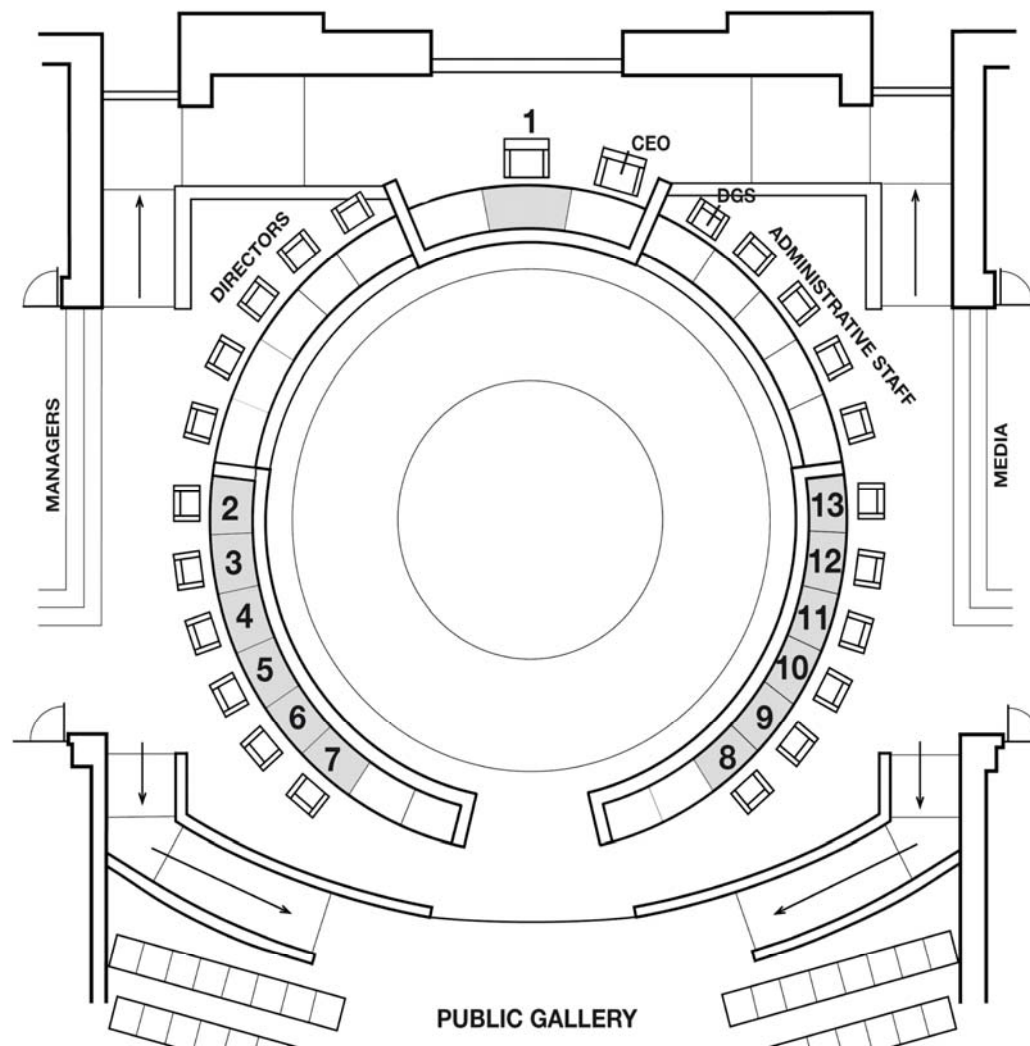 1
CEO
DGS
DIRECTORS
ADMINISTRATIVE STAFF
MANAGERS
MEDIA
2
13
3
12
4
11
5
10
6
9
7
8
PUBLIC GALLERY